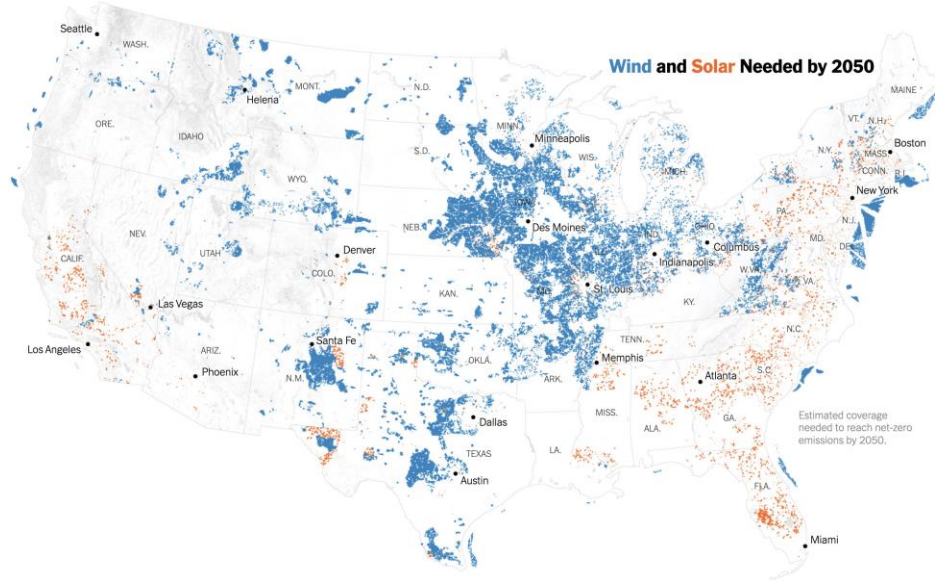 Wind and Solar Needed by 2050
Seattle
WASH.
MONT.
N.D.
MAINE
Helena
ORE.
IDAHO
MINN.
Minneapolis
VT.
N.H.
Boston
S.D.
WIS.
MICH.
N.Y.
MASS.
CONN.
R.I.
WYO.
New York
NEB.
IOWA
PA.
N.J.
Des Moines
OHIO
NEV.
UTAH
Denver
IND.
Columbus
MD.
DEL.
CALIF.
COLO.
Indianapolis
W.VA.
VA.
KAN.
MO.
St. Louis
Las Vegas
KY.
Los Angeles
ARIZ.
Santa Fe
TENN.
N.C.
Phoenix
N.M.
OKLA.
ARK.
Memphis
Atlanta
S.C.
Dallas
MISS.
ALA.
GA.
Estimated coverage
needed to reach net-zero
emissions by 2050.
TEXAS
LA.
Austin
FLA.
Miami